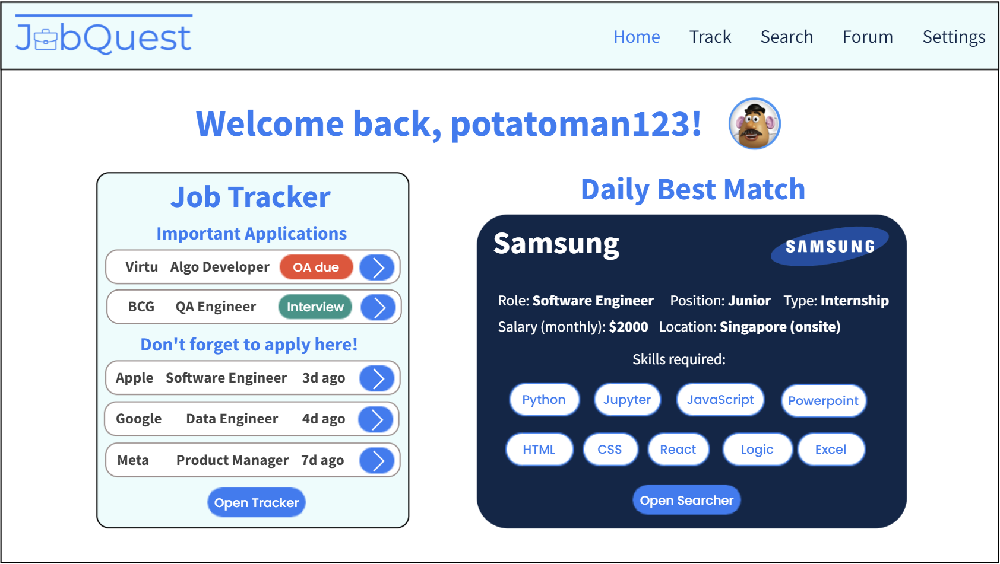 JobQuest
Home Track Search Forum Settings
Welcome back, potatoman123!
Job Tracker
Important Applications
Virtu Algo Developer OA due
BCG QA Engineer Interview
Don't forget to apply here!
Apple Software Engineer 3d ago
Google Data Engineer 4d ago
Meta Product Manager 7d ago
Open Tracker
Daily Best Match
Samsung SAMSUNG
Role: Software Engineer Position: Junior Type: Internship
Salary (monthly): $2000 Location: Singapore (onsite)
Skills required:
Python Jupyter JavaScript Powerpoint
HTML CSS React Logic Excel
Open Searcher